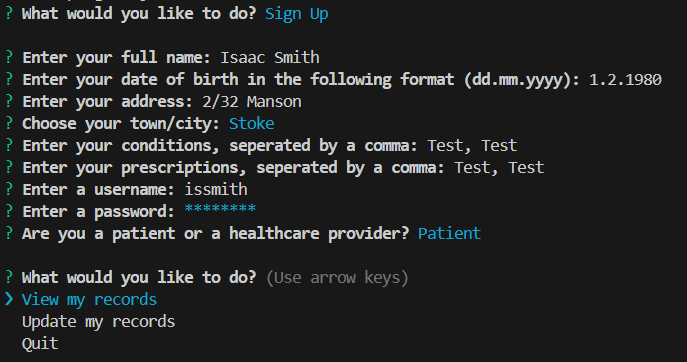 ? What would you like to do? Sign Up
? Enter your full name: Isaac Smith
? Enter your date of birth in the following format (dd.mm.yyyy): 1.2.1980
? Enter your address: 2/32 Manson
? Choose your town/city: Stoke
? Enter your conditions, seperated by a comma: Test, Test
? Enter your prescriptions, seperated by a comma: Test, Test
? Enter a username: issmith
? Enter a password: ********
? Are you a patient or a healthcare provider? Patient
? What would you like to do? (Use arrow keys)
❯ View my records
Update my records
Quit